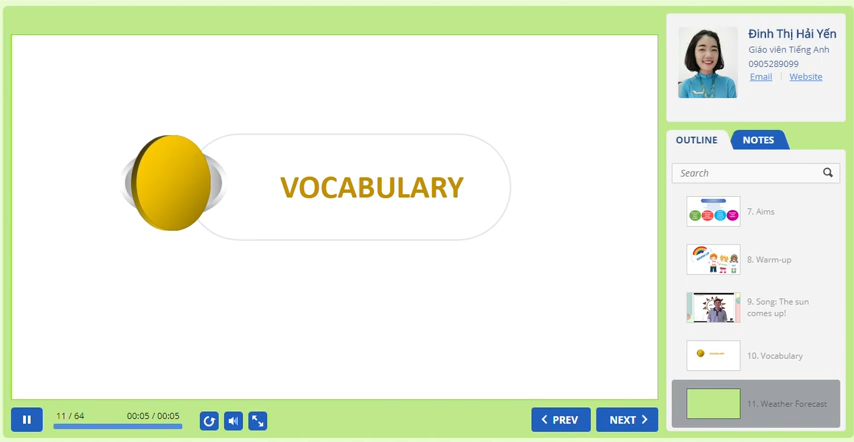 VOCABULARY
11 / 64
00:05 / 00:05
PREV
NEXT
Đinh Thị Hải Yến
Giáo viên Tiếng Anh
0905289099
Email
Website
OUTLINE
NOTES
Search
7. Aims
8. Warm-up
9. Song: The sun
comes up!
10. Vocabulary
11. Weather Forecast